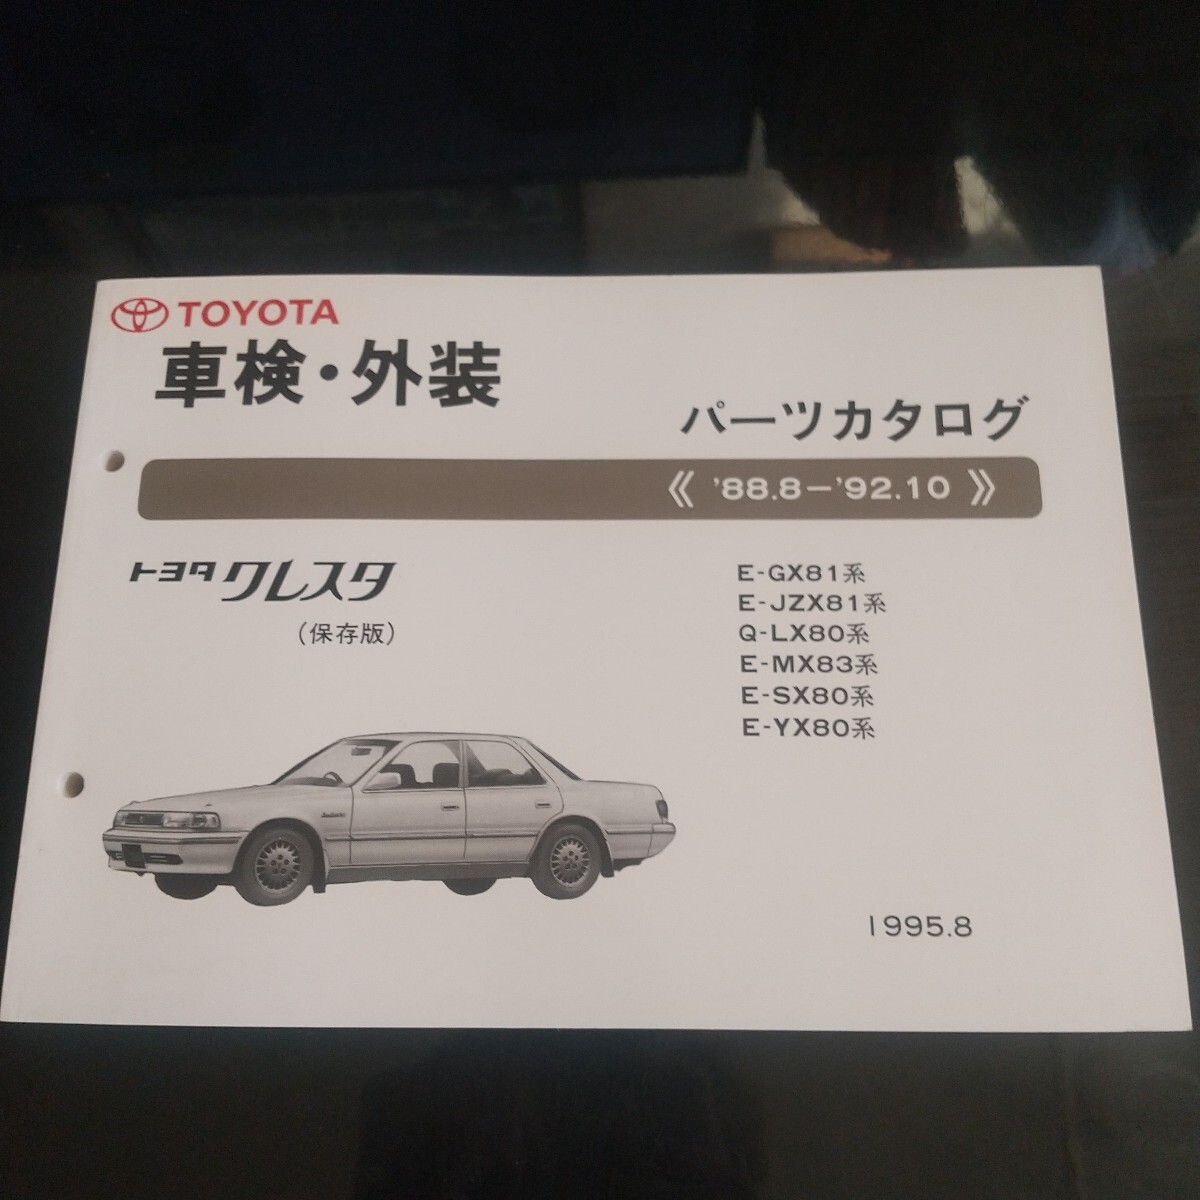 TOYOTA
車検・外装
パーツカタログ
《 '88.8-'92.10 》
トヨタ クレスタ
(保存版)
E-GX81系
E-JZX81系
Q-LX80系
E-MX83系
E-SX80系
E-YX80系
1995.8